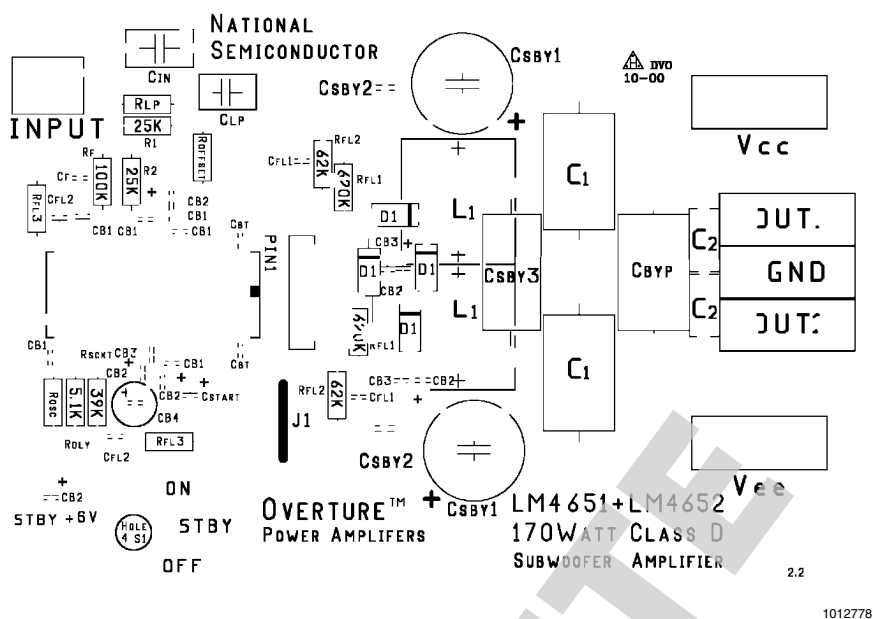 NATIONAL
SEMICONDUCTOR
CIN
CSBY1
CSBY2
DVO
10-00
RLP
CLP
INPUT
25K
R1
Vcc
RF
ROFFSET
RFL2
62K
CFL1
CF
100K
25K
R2
RFL1
620K
C1
RFL3
CFL2
CB2
CB1
D1
L1
C2
OUT.
CB1
CB1
CB1
CBT
PIN1
CB3
D1
D1
CSBY3
CBYP
GND
CB2
L1
C2
D1
RFL1
CB1
RSCKT
CB3
CB1
CBT
CB2
C1
ROSC
5.1K
39K
CB2
CSTART
CB4
RFL2
62K
CB3
CB2
CFL1
J1
RDLY
CFL2
RFL3
CSBY2
CSBY1
Vee
CB2
STBY +6V
ON
HOLE
4 S1
STBY
OFF
OVERTURE™
POWER AMPLIFERS
LM4651+LM4652
170WATT CLASS D
SUBWOOFER AMPLIFIER
2.2
1012778